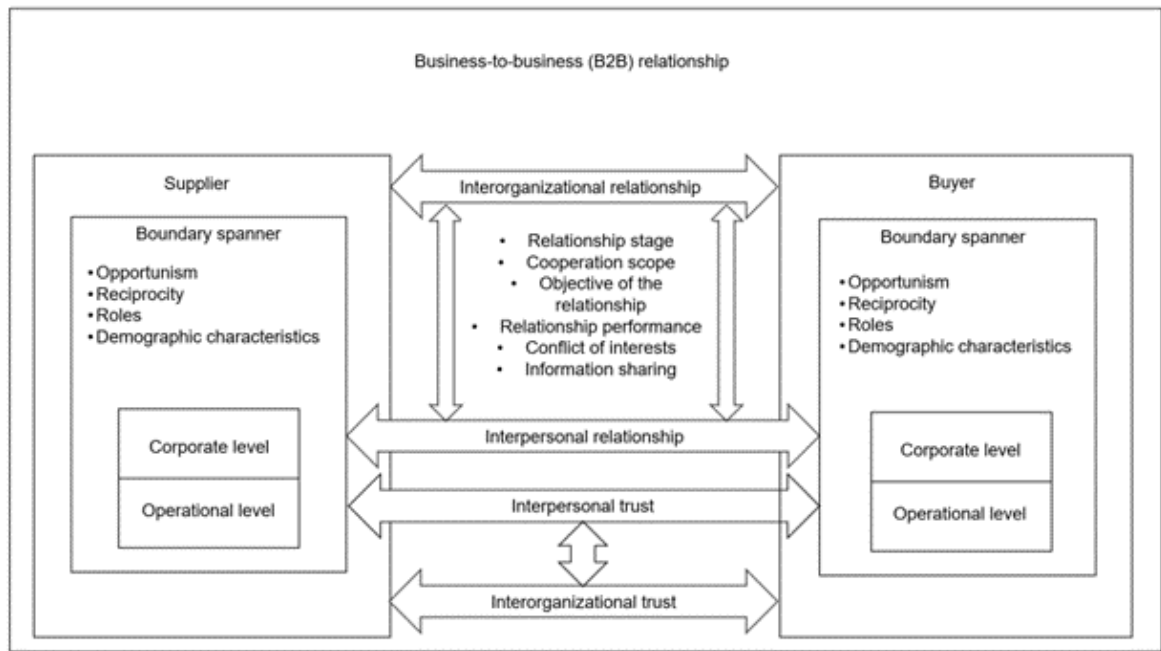 Business-to-business (B2B) relationship
Supplier
Boundary spanner
• Opportunism
• Reciprocity
• Roles
• Demographic characteristics
Corporate level
Operational level
Interorganizational relationship
• Relationship stage
• Cooperation scope
• Objective of the
relationship
• Relationship performance
• Conflict of interests
• Information sharing
Interpersonal relationship
Interpersonal trust
Interorganizational trust
Buyer
Boundary spanner
• Opportunism
• Reciprocity
• Roles
• Demographic characteristics
Corporate level
Operational level